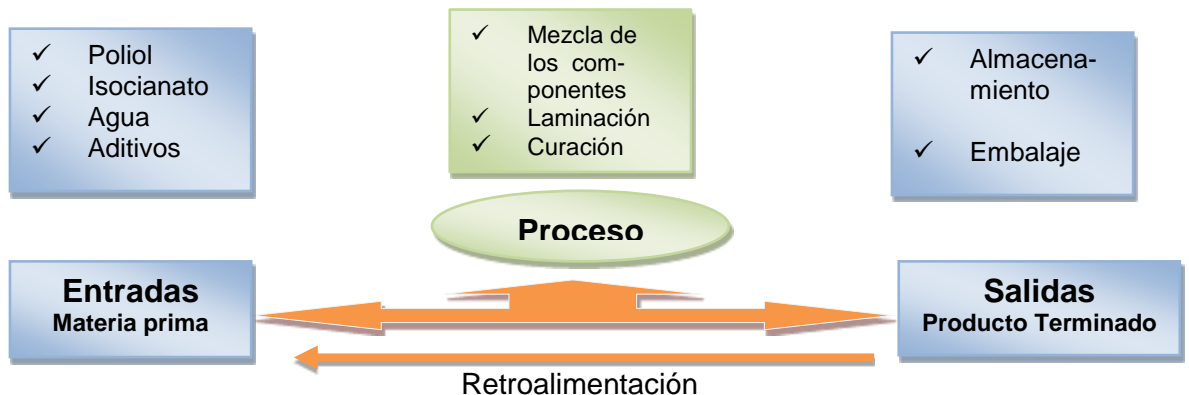 ✓ Poliol
✓ Isocianato
✓ Agua
✓ Aditivos
✓ Mezcla de
los com-
ponentes
✓ Laminación
✓ Curación
✓ Almacena-
miento
✓ Embalaje
Proceso
Entradas
Materia prima
Salidas
Producto Terminado
Retroalimentación